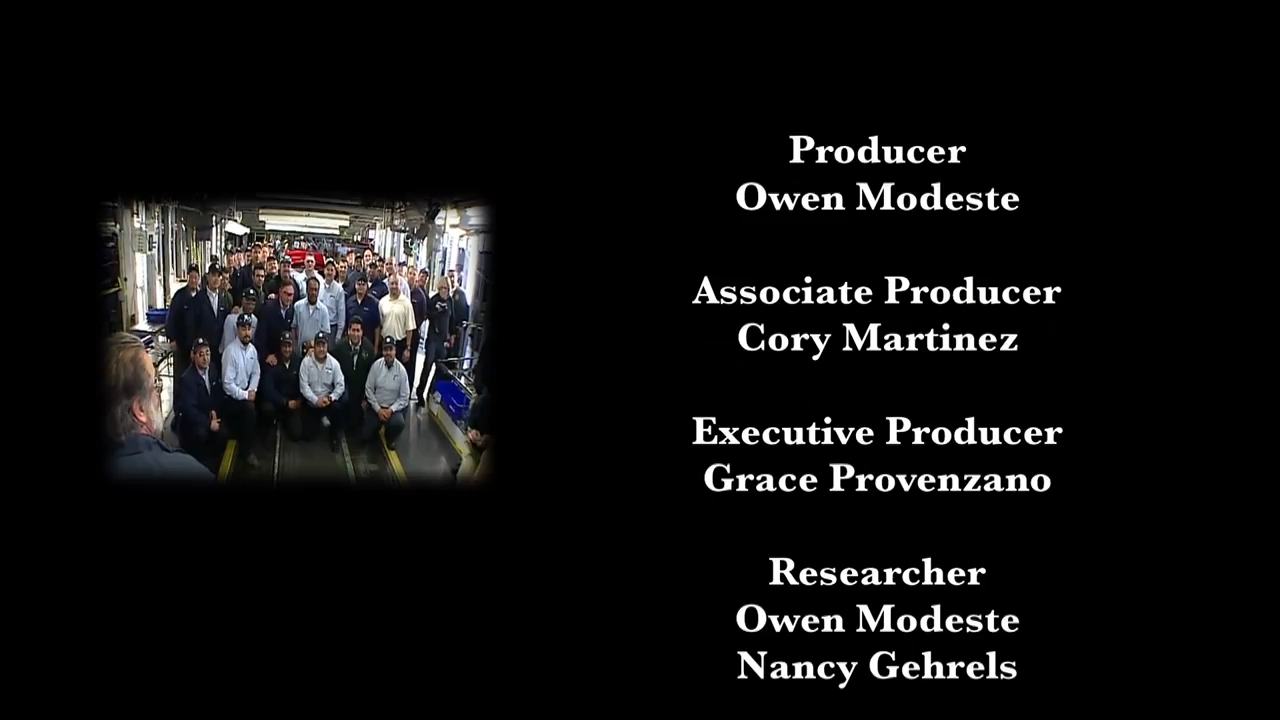 Producer
Owen Modeste
Associate Producer
Cory Martinez
Executive Producer
Grace Provenzano
Researcher
Owen Modeste
Nancy Gehrels